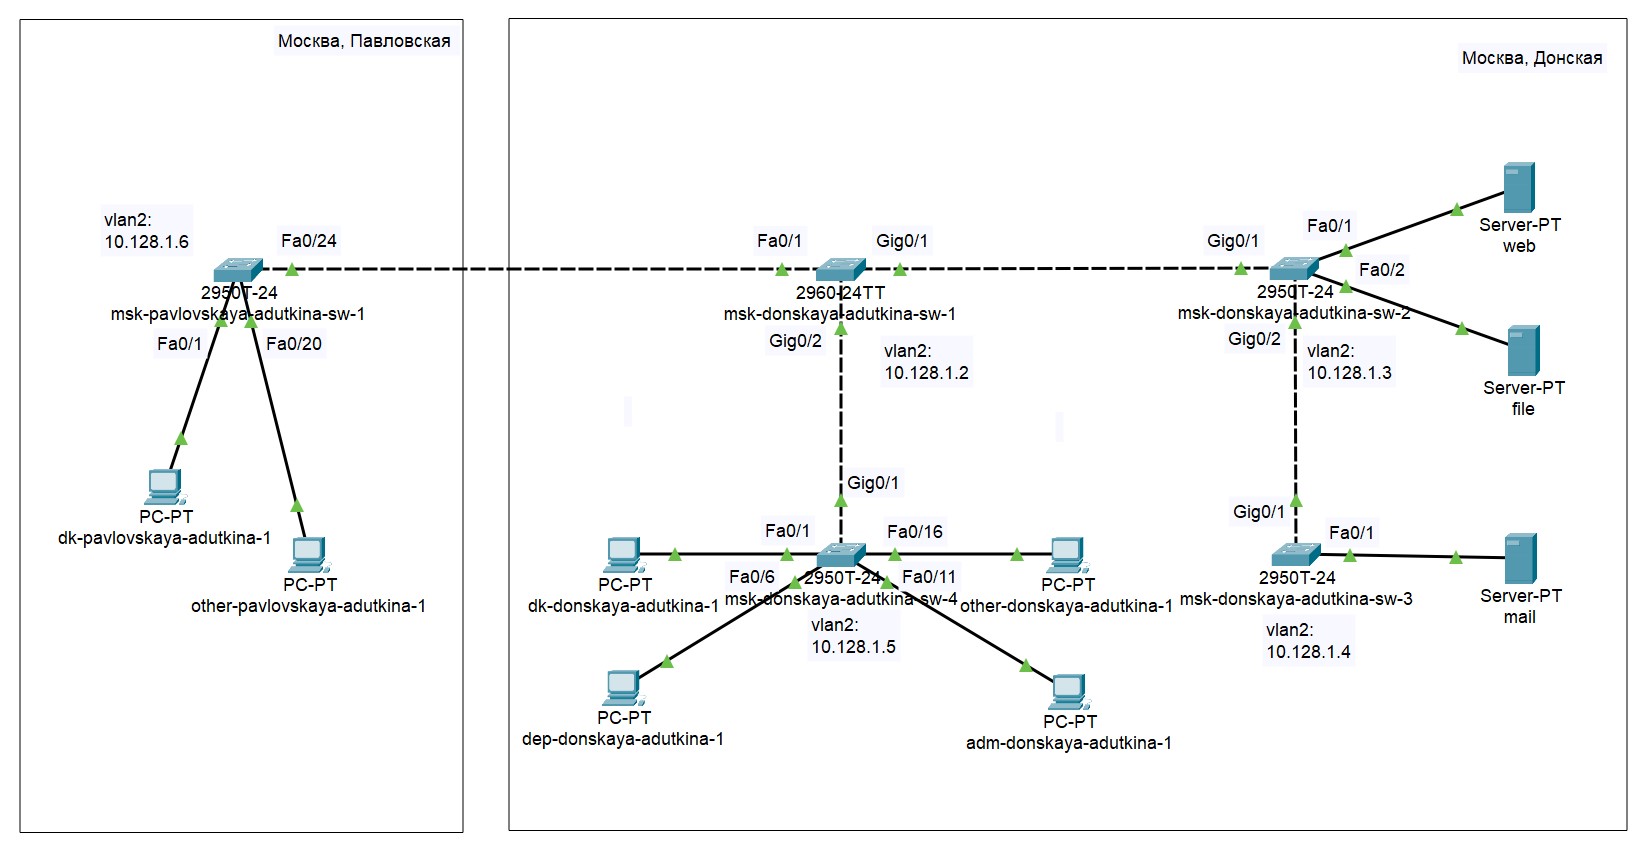 Москва, Павловская
Москва, Донская
vlan2:
10.128.1.6
Fa0/24
2950T-24
msk-pavlovskaya-adutkina-sw-1
Fa0/1
Fa0/20
PC-PT
dk-pavlovskaya-adutkina-1
PC-PT
other-pavlovskaya-adutkina-1
Fa0/1
Gig0/1
2960-24TT
msk-donskaya-adutkina-sw-1
Gig0/2
vlan2:
10.128.1.2
Gig0/1
Fa0/1
Fa0/2
2950T-24
msk-donskaya-adutkina-sw-2
Gig0/2
vlan2:
10.128.1.3
Server-PT
web
Server-PT
file
Gig0/1
Fa0/1
Fa0/16
Fa0/6
2950T-24
Fa0/11
msk-donskaya-adutkina-sw-4
vlan2:
10.128.1.5
PC-PT
dk-donskaya-adutkina-1
PC-PT
other-donskaya-adutkina-1
PC-PT
dep-donskaya-adutkina-1
PC-PT
adm-donskaya-adutkina-1
Gig0/1
Fa0/1
2950T-24
msk-donskaya-adutkina-sw-3
vlan2:
10.128.1.4
Server-PT
mail